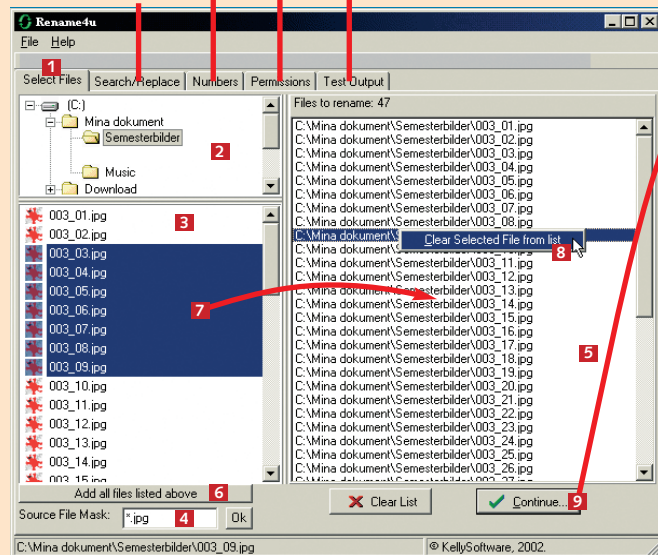 Rename4u
File Help
1
Select Files Search/Replace Numbers Permissions Test Output
(C:)
Mina dokument
Semesterbilder
2
Music
Download
3
003_01.jpg
003_02.jpg
003_03.jpg
003_04.jpg
003_05.jpg
003_06.jpg
7
003_07.jpg
003_08.jpg
003_09.jpg
003_10.jpg
003_11.jpg
003_12.jpg
003_13.jpg
003_14.jpg
003_15.jpg
Add all files listed above 6
Source File Mask: *.jpg 4 Ok
Files to rename: 47
C:\Mina dokument\Semesterbilder\003_01.jpg
C:\Mina dokument\Semesterbilder\003_02.jpg
C:\Mina dokument\Semesterbilder\003_03.jpg
C:\Mina dokument\Semesterbilder\003_04.jpg
C:\Mina dokument\Semesterbilder\003_05.jpg
C:\Mina dokument\Semesterbilder\003_06.jpg
C:\Mina dokument\Semesterbilder\003_07.jpg
C:\Mina dokument\Semesterbilder\003_08.jpg
C:\Mina dokument\
Clear Selected File from list
8
C:\Mina dokument\Semesterbilder\003_11.jpg
C:\Mina dokument\Semesterbilder\003_12.jpg
C:\Mina dokument\Semesterbilder\003_13.jpg
C:\Mina dokument\Semesterbilder\003_14.jpg
C:\Mina dokument\Semesterbilder\003_15.jpg
C:\Mina dokument\Semesterbilder\003_16.jpg
C:\Mina dokument\Semesterbilder\003_17.jpg
C:\Mina dokument\Semesterbilder\003_18.jpg
5
C:\Mina dokument\Semesterbilder\003_19.jpg
C:\Mina dokument\Semesterbilder\003_20.jpg
C:\Mina dokument\Semesterbilder\003_21.jpg
C:\Mina dokument\Semesterbilder\003_22.jpg
C:\Mina dokument\Semesterbilder\003_23.jpg
C:\Mina dokument\Semesterbilder\003_24.jpg
C:\Mina dokument\Semesterbilder\003_25.jpg
C:\Mina dokument\Semesterbilder\003_26.jpg
C:\Mina dokument\Semesterbilder\003_27.jpg
Clear List Continue... 9
C:\Mina dokument\Semesterbilder\003_09.jpg © KellySoftware, 2002.